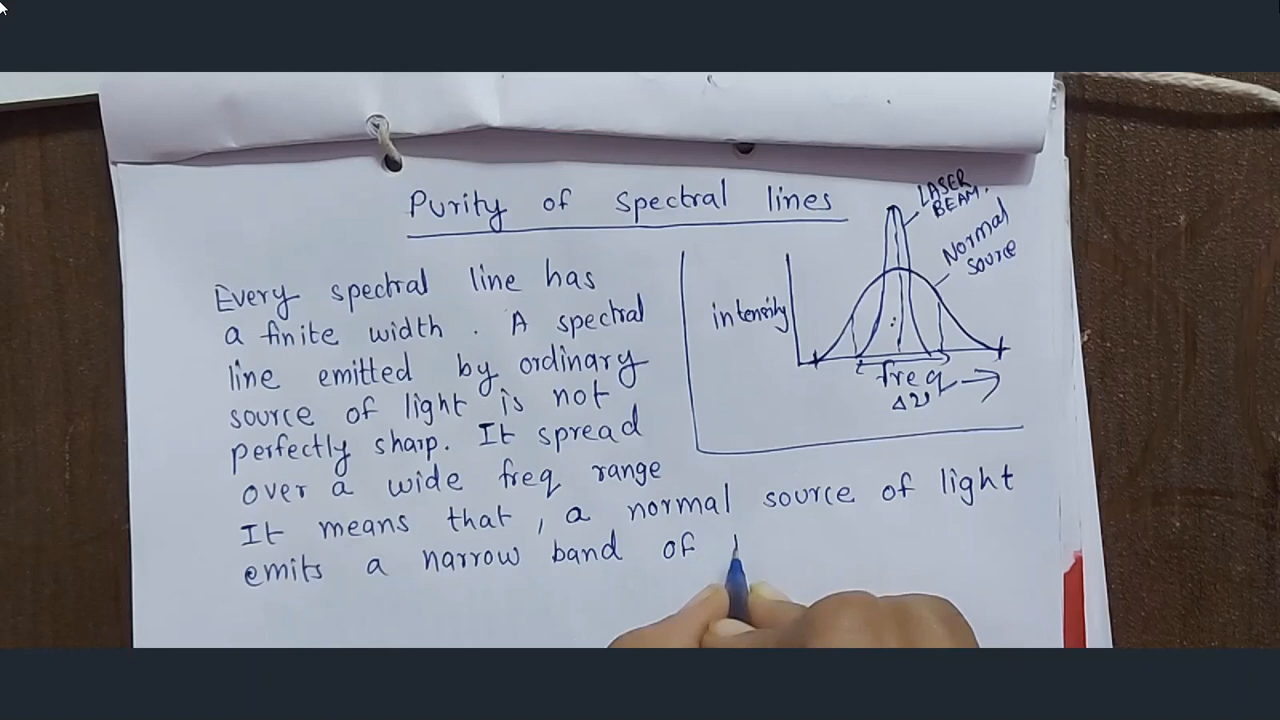 Purity of spectral lines
LASER
BEAM.
Normal
source
intensity
freq
Δν
Every spectral line has
a finite width . A spectral
line emitted by ordinary
source of light is not
perfectly sharp. It spread
over a wide freq range
It means that , a normal source of light
emits a narrow band of